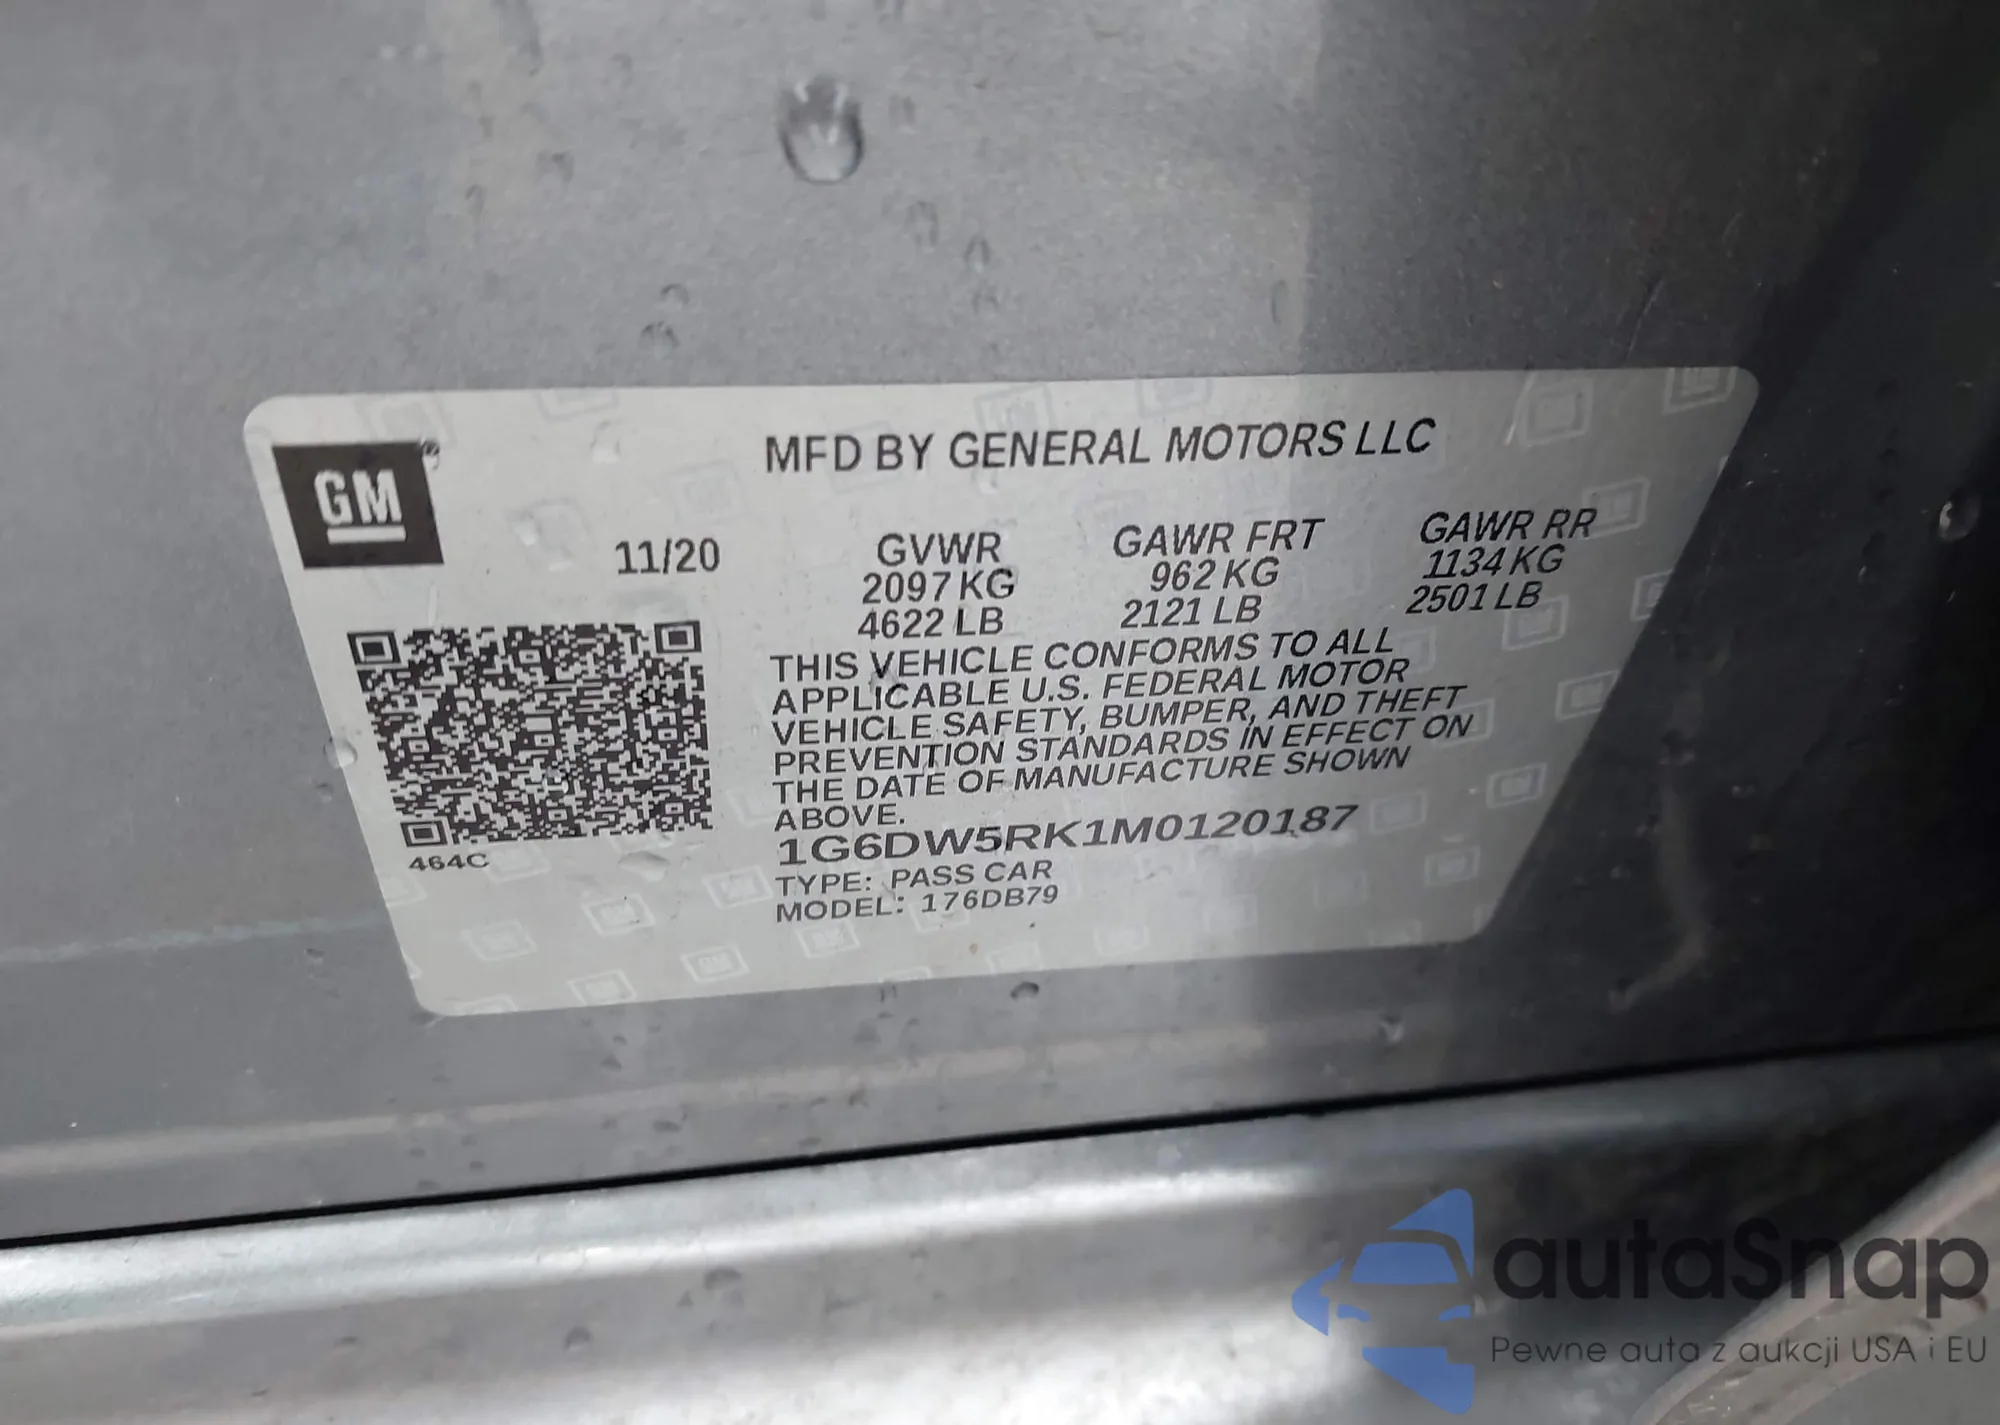 GM
MFD BY GENERAL MOTORS LLC
11/20 GVWR GAWR FRT GAWR RR
2097 KG 962 KG 1134 KG
4622 LB 2121 LB 2501 LB
THIS VEHICLE CONFORMS TO ALL
APPLICABLE U.S. FEDERAL MOTOR
VEHICLE SAFETY, BUMPER, AND THEFT
PREVENTION STANDARDS IN EFFECT ON
THE DATE OF MANUFACTURE SHOWN
ABOVE.
1G6DW5RK1M0120187
TYPE: PASS CAR
MODEL: 176DB79
464C
autaSnap
Pewne auta z aukcji USA i EU